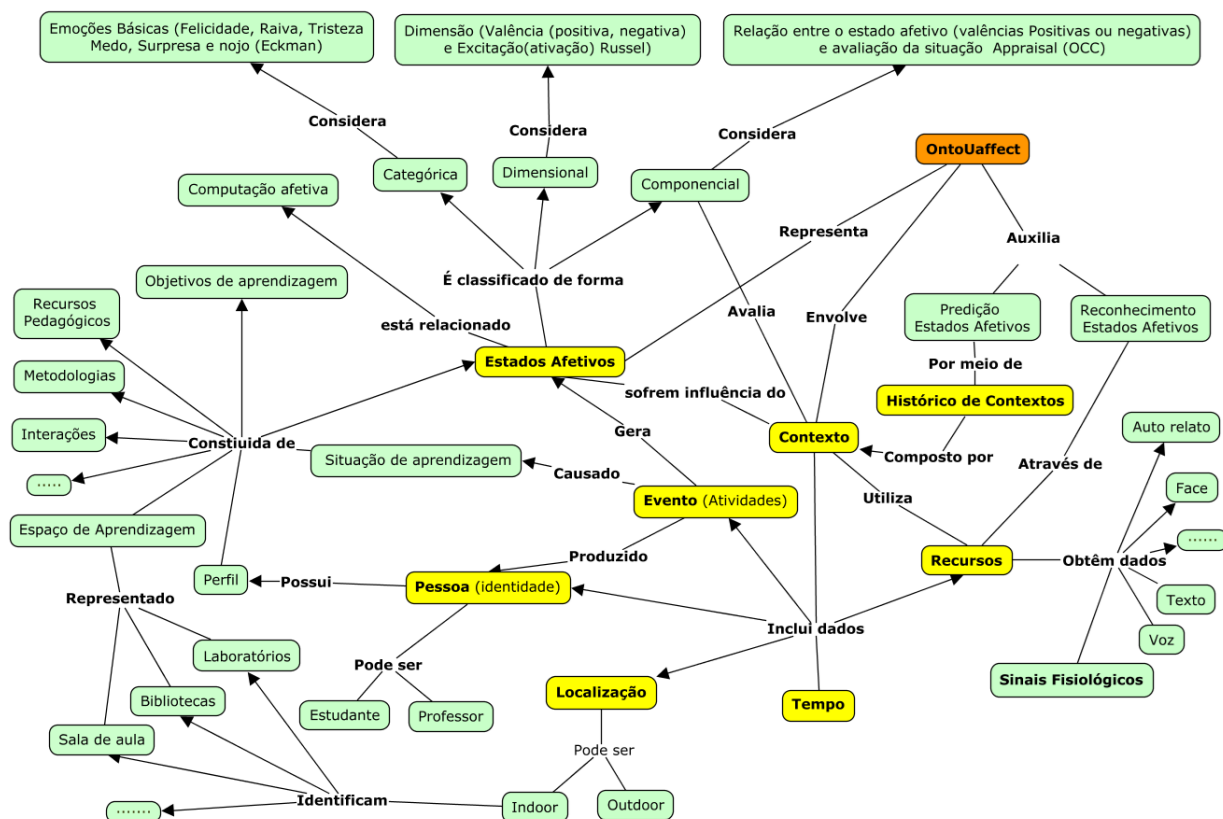 Emoções Básicas (Felicidade, Raiva, Tristeza
Medo, Surpresa e nojo (Eckman)
Dimensão (Valência (positiva, negativa)
e Excitação(ativação) Russel)
Relação entre o estado afetivo (valências Positivas ou negativas)
e avaliação da situação  Appraisal (OCC)
Considera
Considera
Considera
OntoUaffect
Categórica
Dimensional
Componencial
Computação afetiva
Representa
Auxilia
É classificado de forma
Objetivos de aprendizagem
Recursos
Pedagógicos
está relacionado
Avalia
Envolve
Predição
Estados Afetivos
Reconhecimento
Estados Afetivos
Estados Afetivos
Por meio de
Metodologias
sofrem influência do
Histórico de Contextos
Auto relato
Interações
Constiuida de
Gera
Contexto
Composto por
Situação de aprendizagem
Causado
Através de
.....
Evento (Atividades)
Utiliza
Face
Espaço de Aprendizagem
......
Produzido
Recursos
Obtêm dados
Perfil
Possui
Pessoa (identidade)
Representado
Texto
Inclui dados
Voz
Laboratórios
Pode ser
Sinais Fisiológicos
Bibliotecas
Localização
Tempo
Estudante
Professor
Sala de aula
Pode ser
Identificam
Indoor
Outdoor
.......